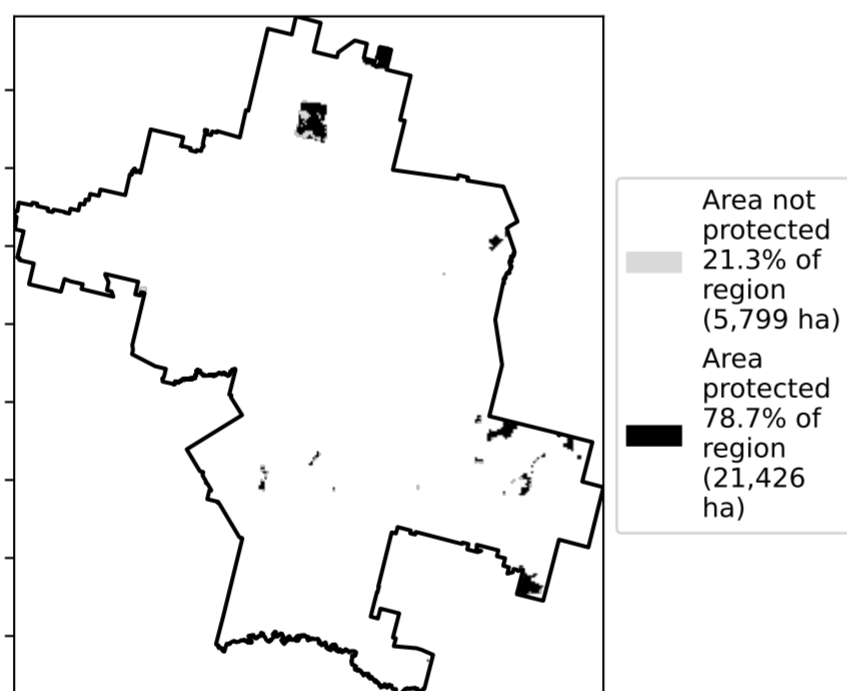 Area not
protected
21.3% of
region
(5,799 ha)
Area
protected
78.7% of
region
(21,426
ha)